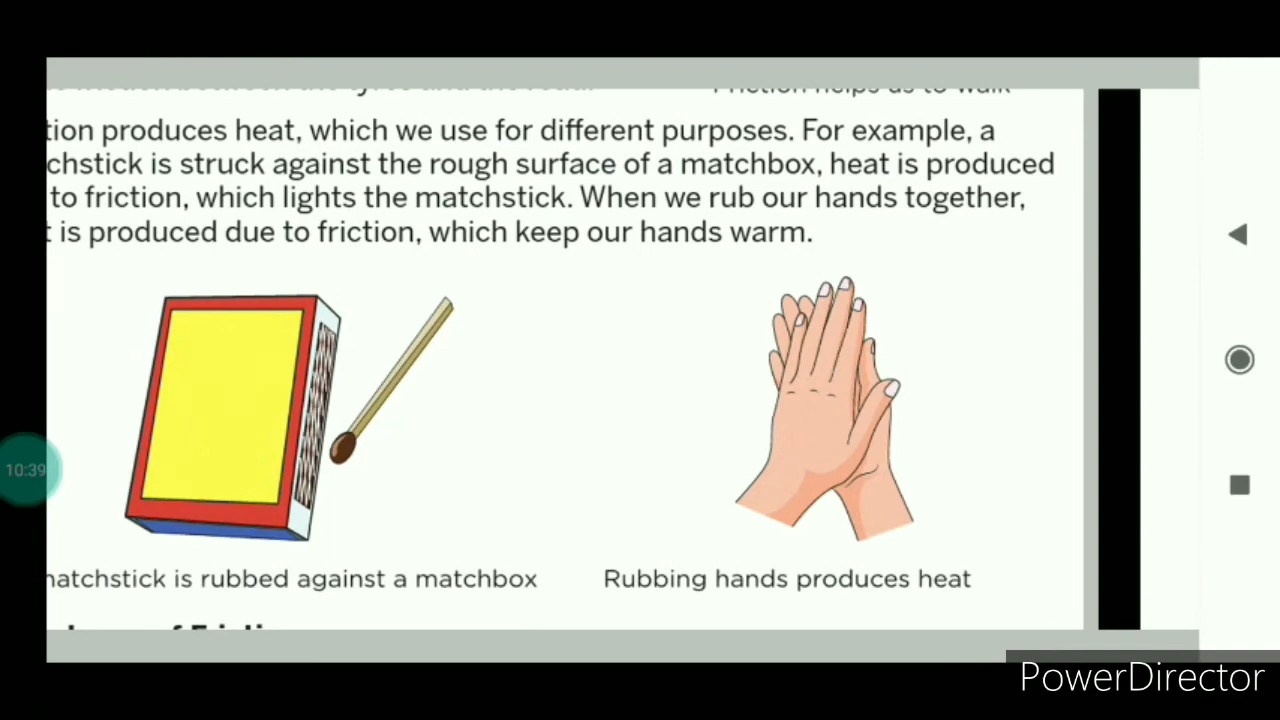 Friction helps us to walk
tion produces heat, which we use for different purposes. For example, a
chstick is struck against the rough surface of a matchbox, heat is produced
to friction, which lights the matchstick. When we rub our hands together,
t is produced due to friction, which keep our hands warm.
10:39
natchstick is rubbed against a matchbox
Rubbing hands produces heat
PowerDirector